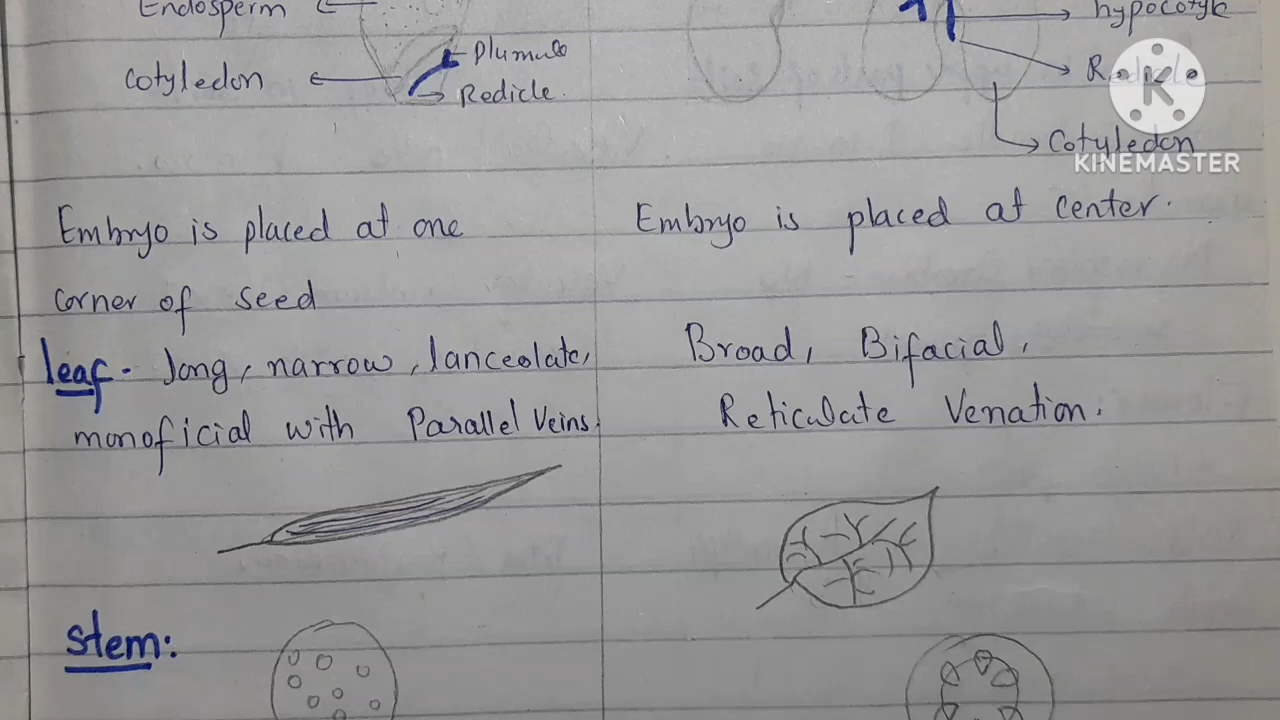 Endosperm
Plumule
Cotyledon
Redicle.
hypocotyle
Cotyledon
KINEMASTER
Embryo is placed at one
corner of seed
Embryo is placed at center.
leaf - long, narrow, lanceolate,
monoficial with Parallel Veins.
Broad, Bifacial,
Reticulate Venation.
Stem: